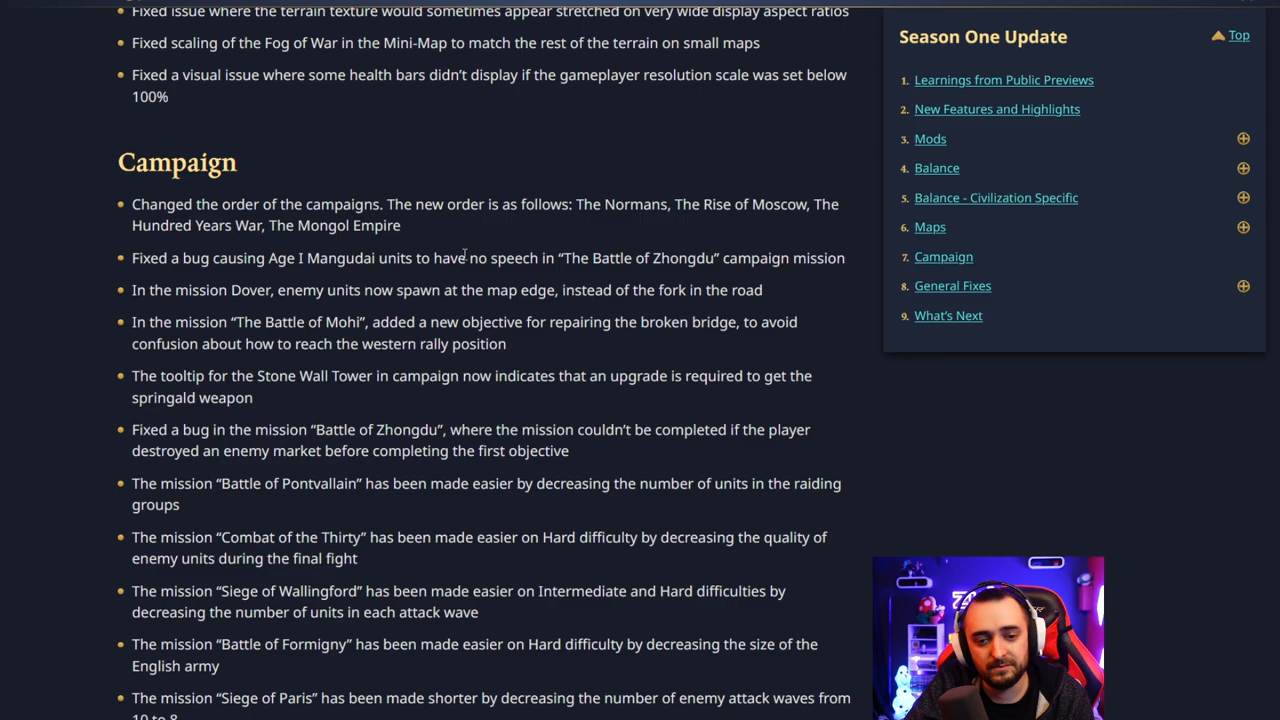 Fixed issue where the terrain texture would sometimes appear stretched on very wide display aspect ratios
Fixed scaling of the Fog of War in the Mini-Map to match the rest of the terrain on small maps
Fixed a visual issue where some health bars didn’t display if the gameplayer resolution scale was set below
100%
Campaign
Changed the order of the campaigns. The new order is as follows: The Normans, The Rise of Moscow, The
Hundred Years War, The Mongol Empire
Fixed a bug causing Age I Mangudai units to have no speech in “The Battle of Zhongdu” campaign mission
In the mission Dover, enemy units now spawn at the map edge, instead of the fork in the road
In the mission “The Battle of Mohi”, added a new objective for repairing the broken bridge, to avoid
confusion about how to reach the western rally position
The tooltip for the Stone Wall Tower in campaign now indicates that an upgrade is required to get the
springald weapon
Fixed a bug in the mission “Battle of Zhongdu”, where the mission couldn’t be completed if the player
destroyed an enemy market before completing the first objective
The mission “Battle of Pontvallain” has been made easier by decreasing the number of units in the raiding
groups
The mission “Combat of the Thirty” has been made easier on Hard difficulty by decreasing the quality of
enemy units during the final fight
The mission “Siege of Wallingford” has been made easier on Intermediate and Hard difficulties by
decreasing the number of units in each attack wave
The mission “Battle of Formigny” has been made easier on Hard difficulty by decreasing the size of the
English army
The mission “Siege of Paris” has been made shorter by decreasing the number of enemy attack waves from
10 to 8
Season One Update
Top
1. Learnings from Public Previews
2. New Features and Highlights
3. Mods
4. Balance
5. Balance - Civilization Specific
6. Maps
7. Campaign
8. General Fixes
9. What’s Next